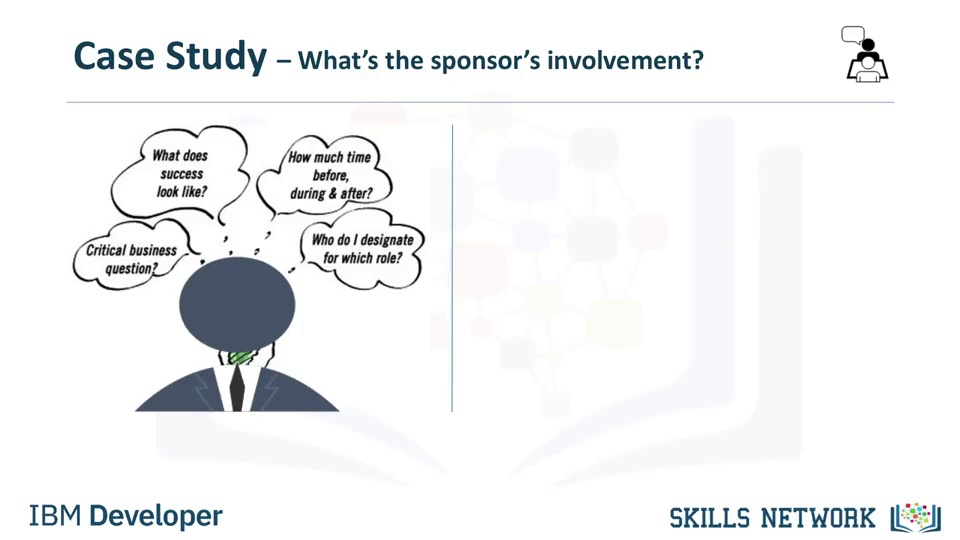 Case Study – What’s the sponsor’s involvement?
What does
success
look like?
How much time
before,
during & after?
Critical business
question?
Who do I designate
for which role?
IBM Developer
SKILLS NETWORK